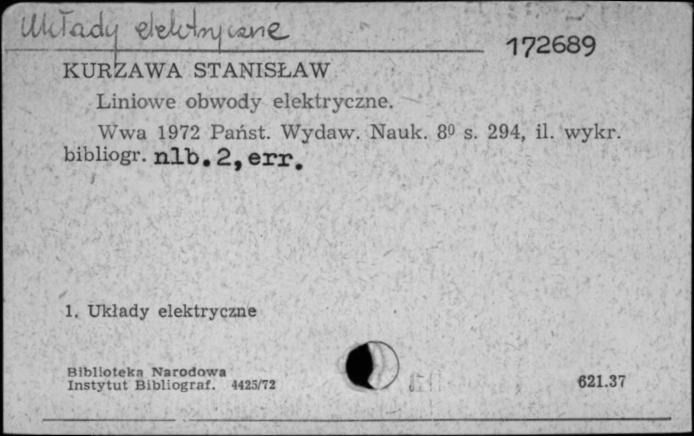 Układy elektryczne
172689
KURZAWA STANISŁAW
Liniowe obwody elektryczne.
Wwa 1972 Państ. Wydaw. Nauk. 8⁰ s. 294, il. wykr.
bibliogr. nlb.2,err.
1. Układy elektryczne
Biblioteka Narodowa
Instytut Bibliograf. 4425/72
621.37